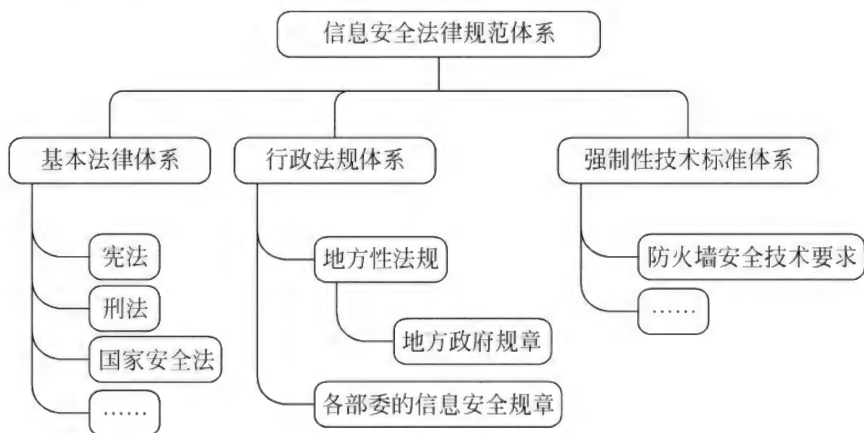 信息安全法律规范体系
基本法律体系
行政法规体系
强制性技术标准体系
宪法
刑法
国家安全法
……
地方性法规
地方政府规章
各部委的信息安全规章
防火墙安全技术要求
……